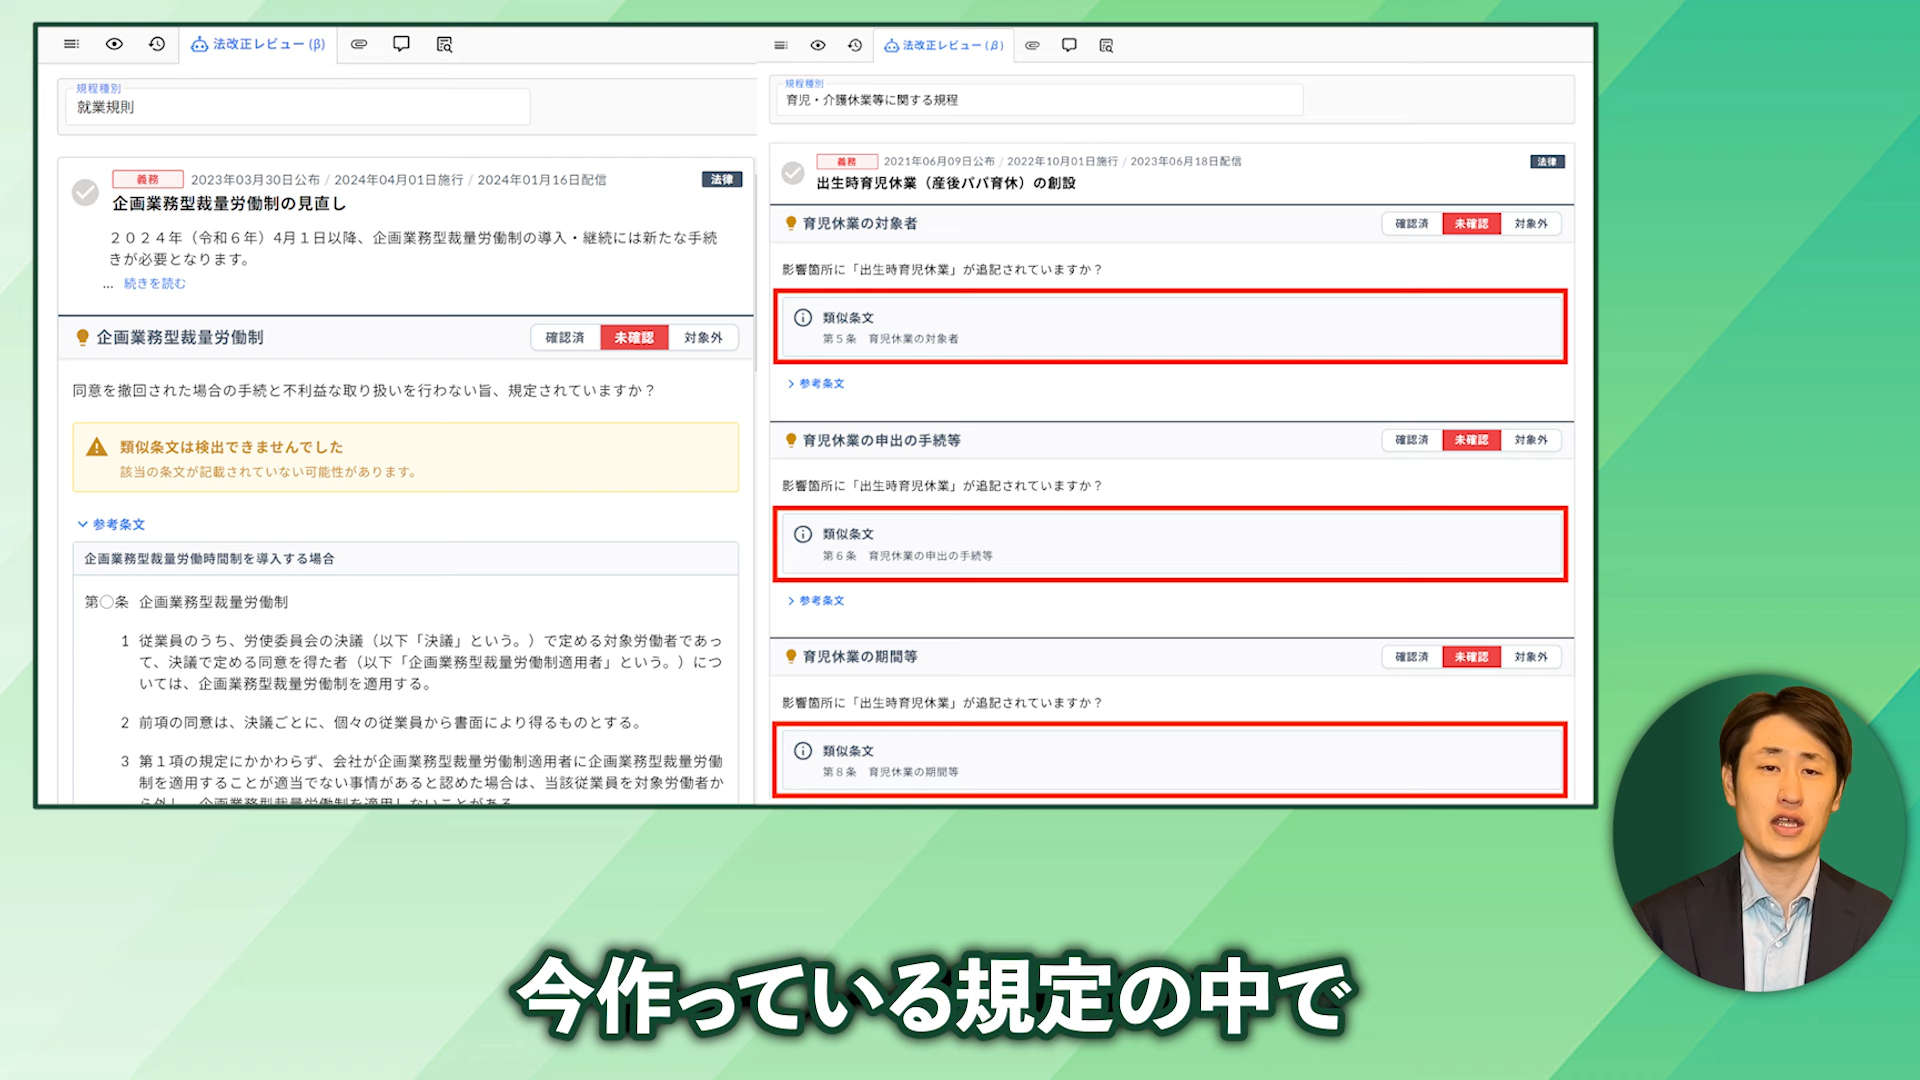 法改正レビュー (β)
規程種別
就業規則
義務 2023年03月30日公布 / 2024年04月01日施行 / 2024年01月16日配信 法律
企画業務型裁量労働制の見直し
２０２４年（令和６年）4月１日以降、企画業務型裁量労働制の導入・継続には新たな手続
きが必要となります。
... 続きを読む
企画業務型裁量労働制 確認済 未確認 対象外
同意を撤回された場合の手続と不利益な取り扱いを行わない旨、規定されていますか？
類似条文は検出できませんでした
該当の条文が記載されていない可能性があります。
参考条文
企画業務型裁量労働時間制を導入する場合
第〇条 企画業務型裁量労働制
1 従業員のうち、労使委員会の決議（以下「決議」という。）で定める対象労働者であっ
て、決議で定める同意を得た者（以下「企画業務型裁量労働制適用者」という。）につ
いては、企画業務型裁量労働制を適用する。
2 前項の同意は、決議ごとに、個々の従業員から書面により得るものとする。
3 第１項の規定にかかわらず、会社が企画業務型裁量労働制適用者に企画業務型裁量労働
制を適用することが適当でない事情があると認めた場合は、当該従業員を対象労働者か
ら外し、企画業務型裁量労働制を適用しないことがある。
法改正レビュー (β)
規程種別
育児・介護休業等に関する規程
義務 2021年06月09日公布 / 2022年10月01日施行 / 2023年06月18日配信 法律
出生時育児休業（産後パパ育休）の創設
育児休業の対象者 確認済 未確認 対象外
影響箇所に「出生時育児休業」が追記されていますか？
類似条文
第５条 育児休業の対象者
参考条文
育児休業の申出の手続等 確認済 未確認 対象外
影響箇所に「出生時育児休業」が追記されていますか？
類似条文
第６条 育児休業の申出の手続等
参考条文
育児休業の期間等 確認済 未確認 対象外
影響箇所に「出生時育児休業」が追記されていますか？
類似条文
第８条 育児休業の期間等
今作っている規定の中で